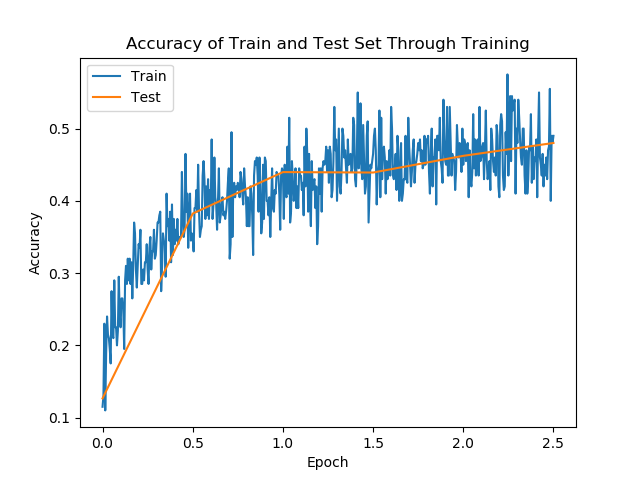 Accuracy of Train and Test Set Through Training
Train
Test
0.5
0.4
0.3
0.2
0.1
Accuracy
0.0 0.5 1.0 1.5 2.0 2.5
Epoch